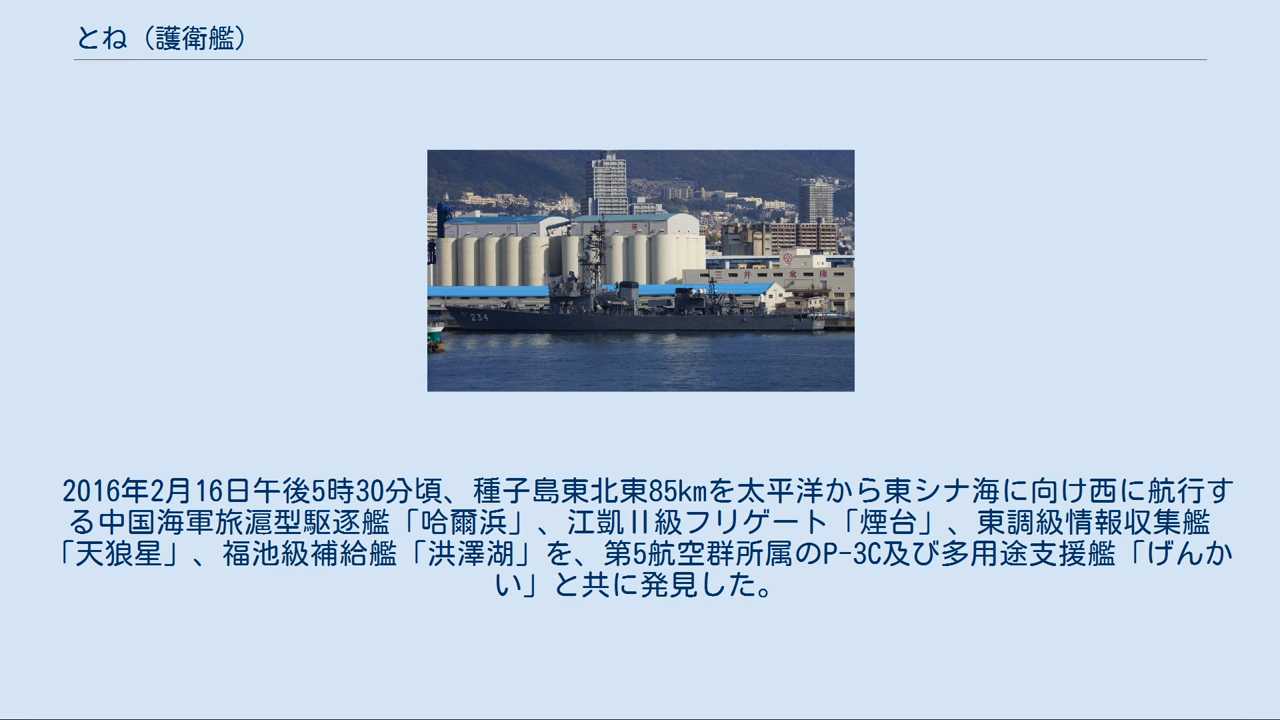 とね（護衛艦）
三井倉庫
234
2016年2月16日午後5時30分頃、種子島東北東85kmを太平洋から東シナ海に向け西に航行す
る中国海軍旅滬型駆逐艦「哈爾浜」、江凱II級フリゲート「煙台」、東調級情報収集艦
「天狼星」、福池級補給艦「洪澤湖」を、第5航空群所属のP-3C及び多用途支援艦「げんか
い」と共に発見した。